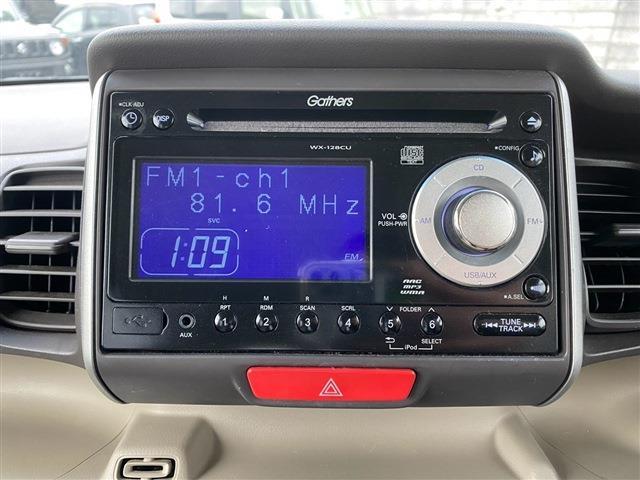 Gathers
CLK ADJ
DISP
WX-128CU
CONFIG
FM1-ch1
81.6 MHz
SVC
1:09
FM
VOL
PUSH-PWR
CD
AM
FM
USB/AUX
AAC
MP3
WMA
A.SEL
H M R
RPT RDM SCAN SCRL FOLDER
1 2 3 4 5 6
AUX
iPod
SELECT
TUNE
TRACK